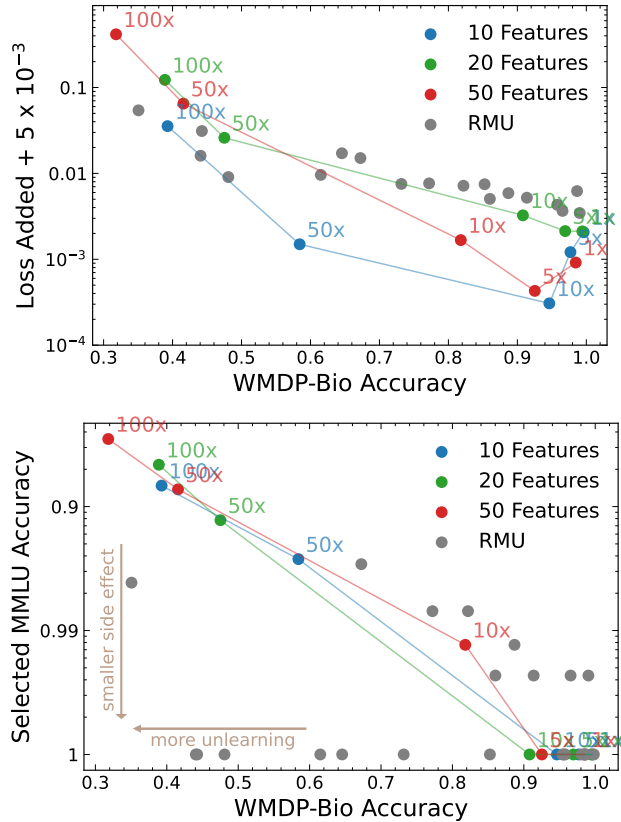 100x
10 Features
20 Features
50 Features
RMU
100x
50x
100x
50x
50x
10x
10x
5x
1x
5x
1x
5x
10x
0.1
0.01
10⁻³
10⁻⁴
Loss Added + 5 x 10⁻³
0.3 0.4 0.5 0.6 0.7 0.8 0.9 1.0
WMDP-Bio Accuracy
100x
10 Features
20 Features
50 Features
RMU
100x
100x
50x
50x
50x
10x
0.9
0.99
1
Selected MMLU Accuracy
smaller side effect
more unlearning
10x
5x
0.3 0.4 0.5 0.6 0.7 0.8 0.9 1.0
WMDP-Bio Accuracy